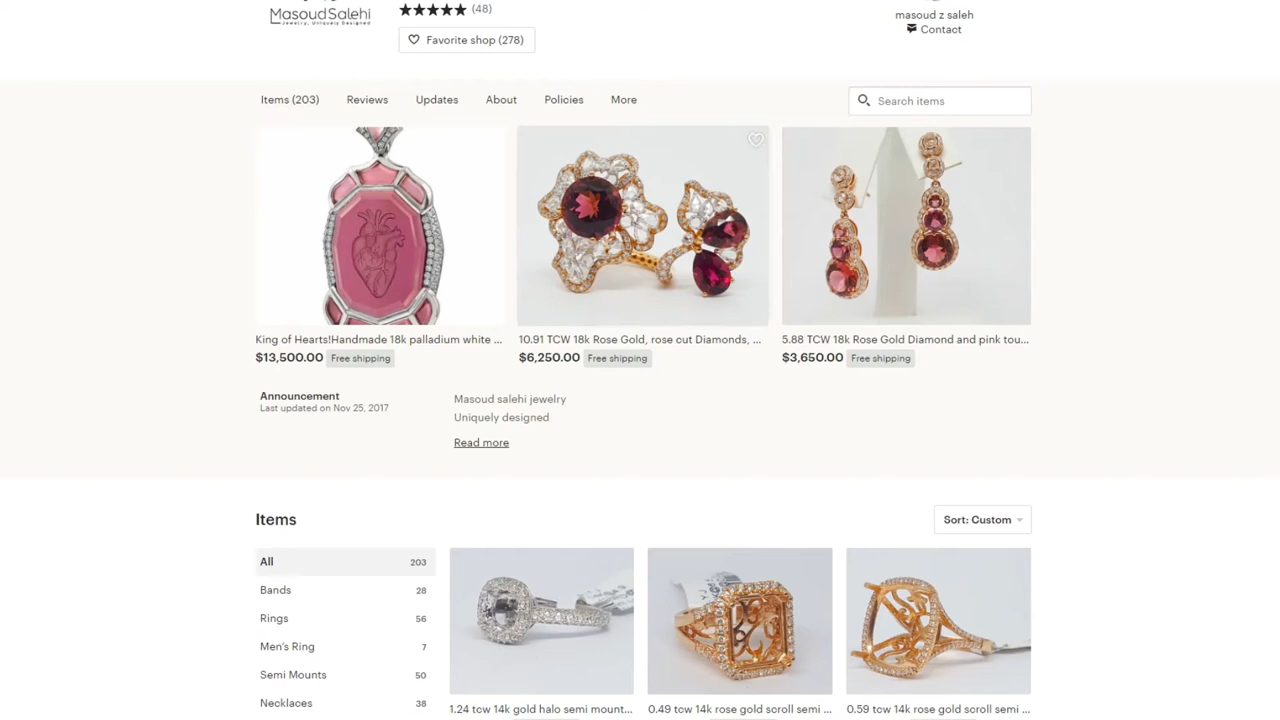 MasoudSalehi
Jewelry, Uniquely Designed
(48)
Favorite shop (278)
masoud z saleh
Contact
Items (203)
Reviews
Updates
About
Policies
More
Search items
King of Hearts!Handmade 18k palladium white ...
$13,500.00 Free shipping
10.91 TCW 18k Rose Gold, rose cut Diamonds, ...
$6,250.00 Free shipping
5.88 TCW 18k Rose Gold Diamond and pink tou...
$3,650.00 Free shipping
Announcement
Last updated on Nov 25, 2017
Masoud salehi jewelry
Uniquely designed
Read more
Items
Sort: Custom
All 203
Bands 28
Rings 56
Men's Ring 7
Semi Mounts 50
Necklaces 38
1.24 tcw 14k gold halo semi mount...
0.49 tcw 14k rose gold scroll semi ...
0.59 tcw 14k rose gold scroll semi ...